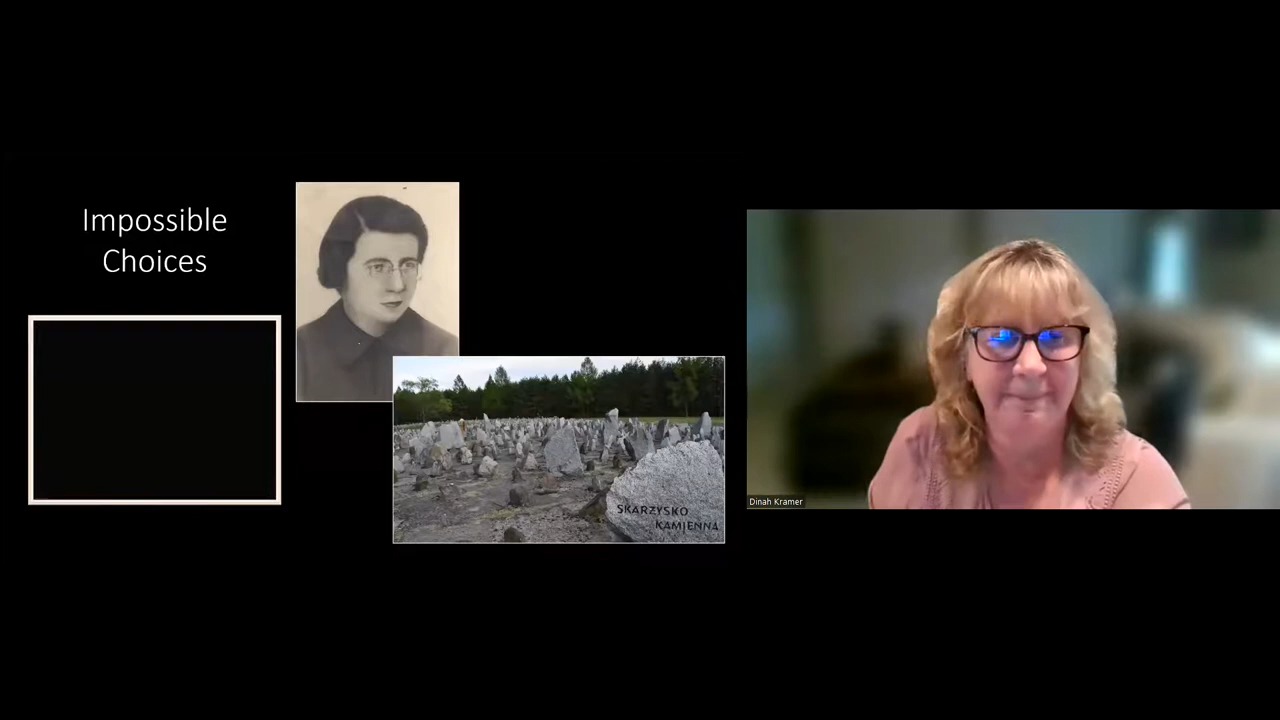 Impossible
Choices
SKARZYSKO
KAMIENNA
Dinah Kramer